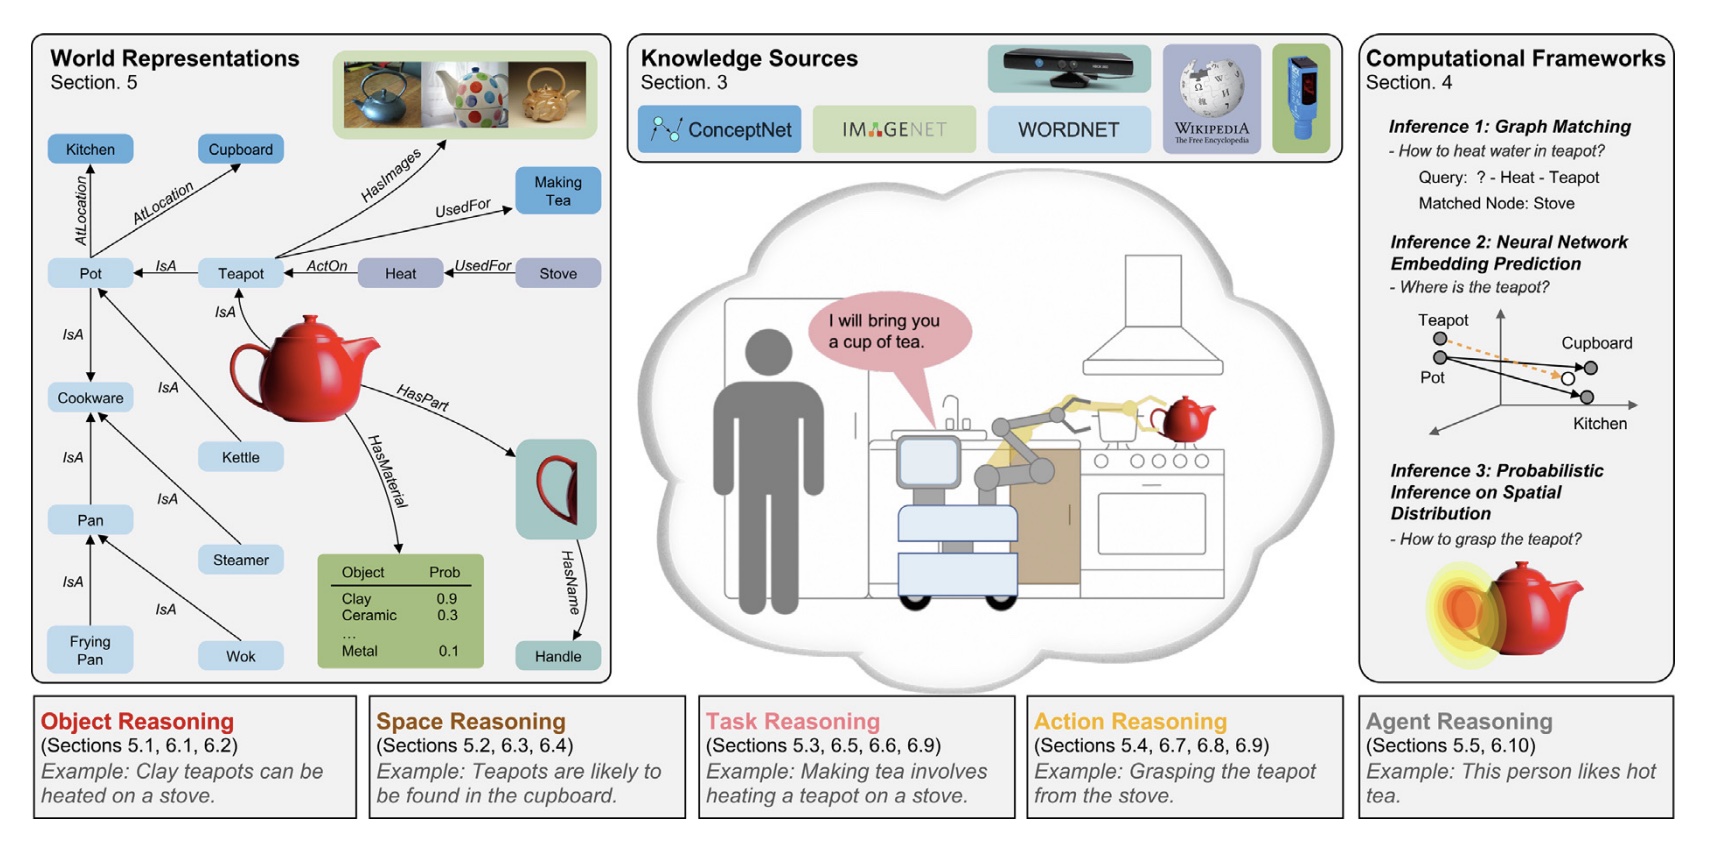 World Representations
Section. 5
Kitchen
Cupboard
HasImages
Making
Tea
AtLocation
AtLocation
UsedFor
Pot
IsA
Teapot
ActOn
Heat
UsedFor
Stove
IsA
IsA
IsA
HasPart
Cookware
HasMaterial
IsA
Kettle
IsA
Pan
Steamer
HasName
IsA
IsA
Object Prob
Clay 0.9
Ceramic 0.3
...
Metal 0.1
Frying
Pan
Wok
Handle
Knowledge Sources
Section. 3
ConceptNet
IMAGENET
WORDNET
WIKIPEDIA
The Free Encyclopedia
I will bring you
a cup of tea.
Computational Frameworks
Section. 4
Inference 1: Graph Matching
- How to heat water in teapot?
Query: ? - Heat - Teapot
Matched Node: Stove
Inference 2: Neural Network
Embedding Prediction
- Where is the teapot?
Teapot
Cupboard
Pot
Kitchen
Inference 3: Probabilistic
Inference on Spatial
Distribution
- How to grasp the teapot?
Object Reasoning
(Sections 5.1, 6.1, 6.2)
Example: Clay teapots can be
heated on a stove.
Space Reasoning
(Sections 5.2, 6.3, 6.4)
Example: Teapots are likely to
be found in the cupboard.
Task Reasoning
(Sections 5.3, 6.5, 6.6, 6.9)
Example: Making tea involves
heating a teapot on a stove.
Action Reasoning
(Sections 5.4, 6.7, 6.8, 6.9)
Example: Grasping the teapot
from the stove.
Agent Reasoning
(Sections 5.5, 6.10)
Example: This person likes hot
tea.